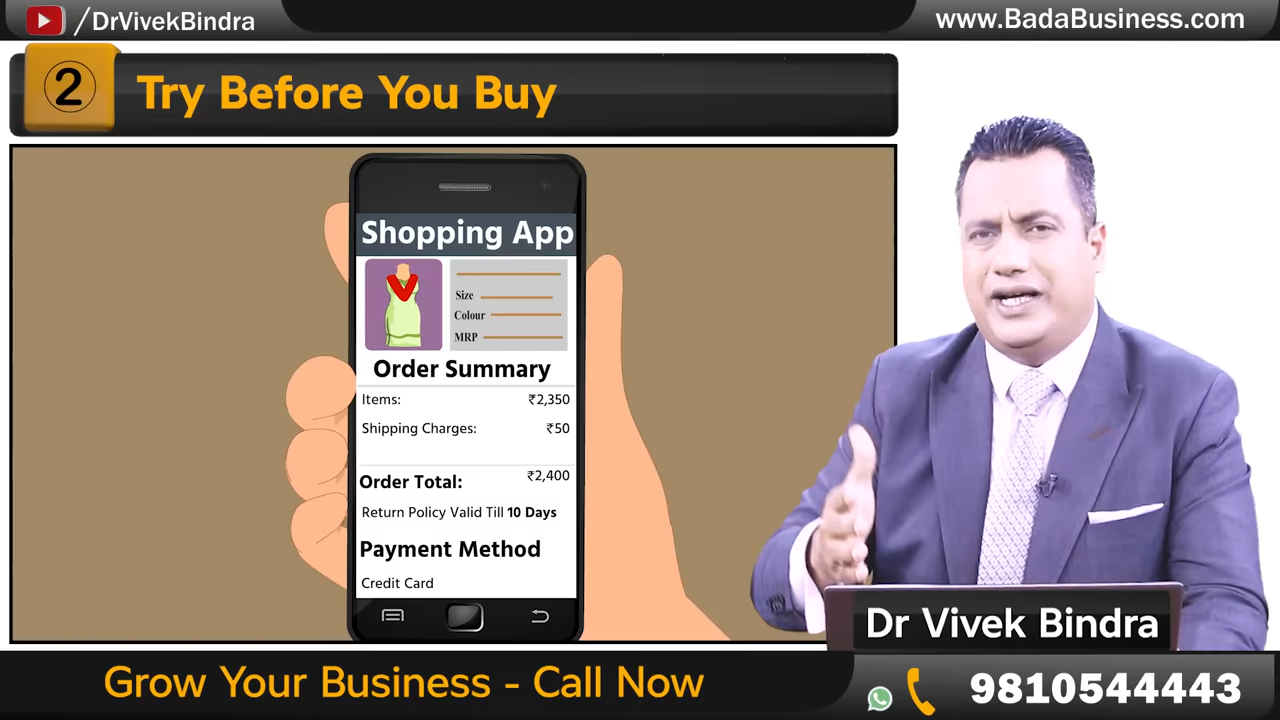 /DrVivekBindra
www.BadaBusiness.com
2 Try Before You Buy
Shopping App
Size
Colour
MRP
Order Summary
Items: ₹2,350
Shipping Charges: ₹50
Order Total: ₹2,400
Return Policy Valid Till 10 Days
Payment Method
Credit Card
Dr Vivek Bindra
Grow Your Business - Call Now
9810544443